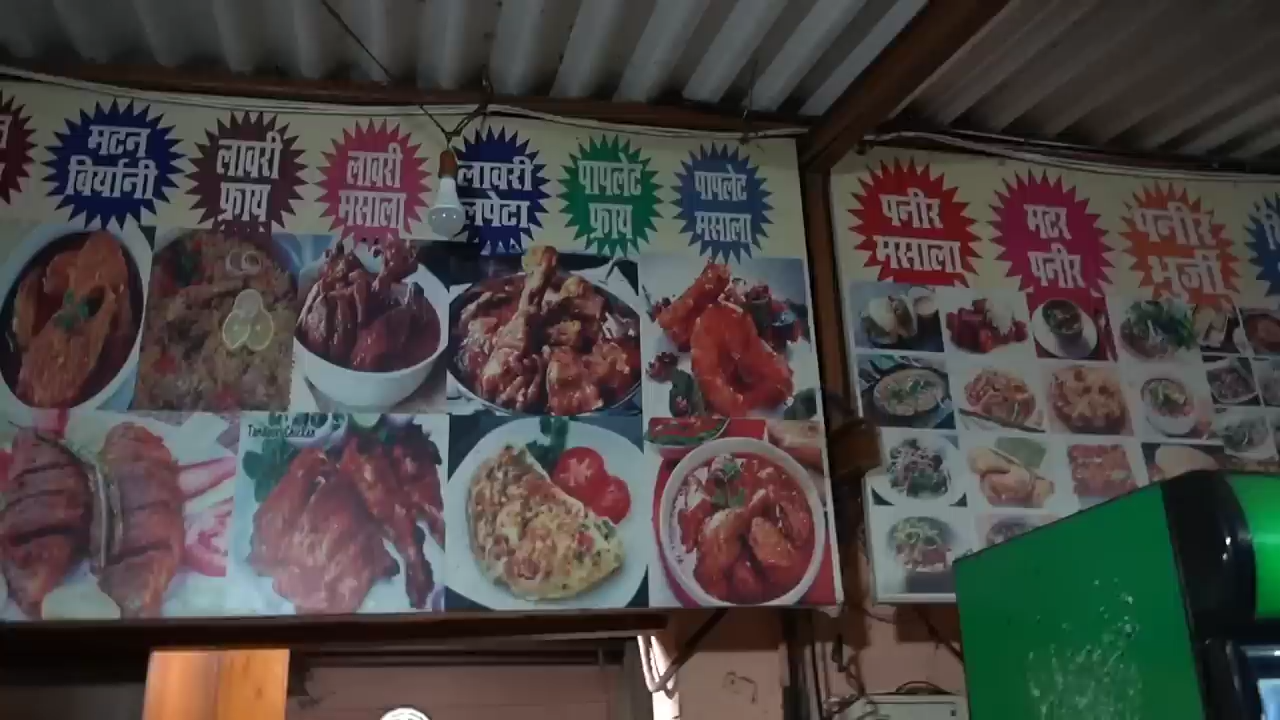 मटन
बिर्यानी
लावरी
फ्राय
लावरी
मसाला
लावरी
लपेटा
पापलेट
फ्राय
पापलेट
मसाला
पनीर
मसाला
मटर
पनीर
पनीर
भुर्जी
Tandoori Chicken